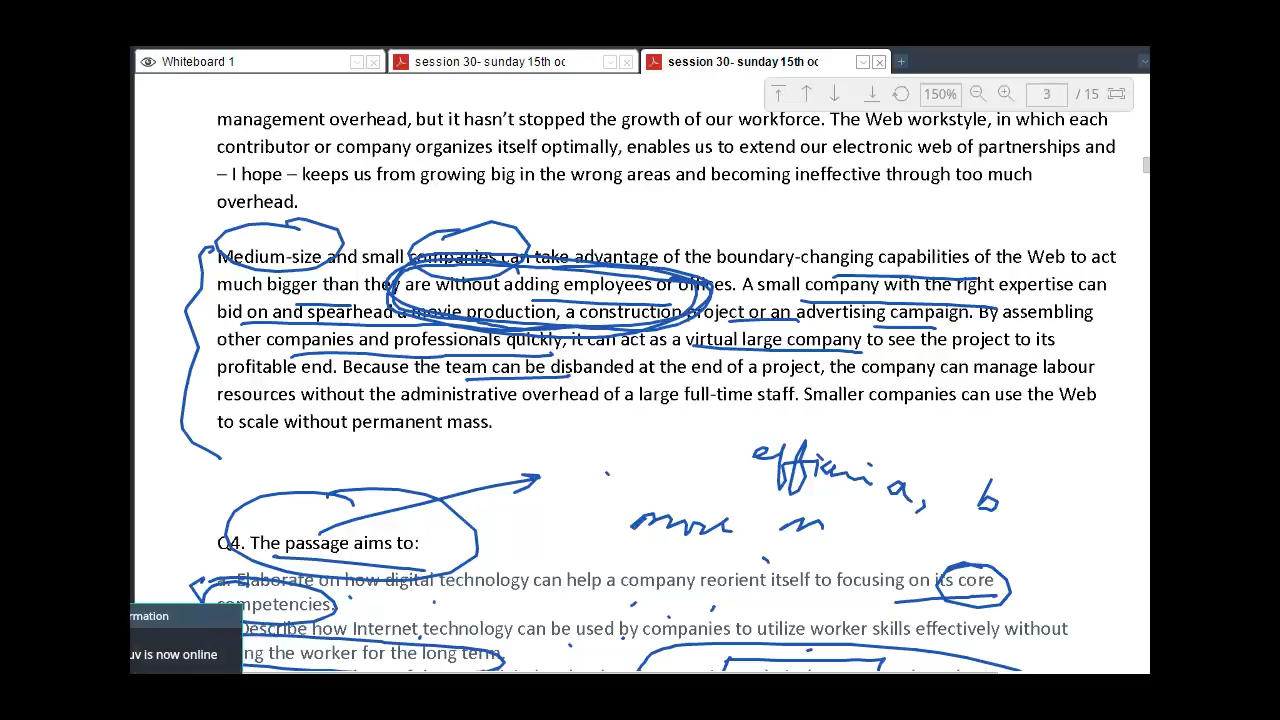 Whiteboard 1
session 30- sunday 15th oc
session 30- sunday 15th oc
150%
3
/ 15
management overhead, but it hasn't stopped the growth of our workforce. The Web workstyle, in which each
contributor or company organizes itself optimally, enables us to extend our electronic web of partnerships and
– I hope – keeps us from growing big in the wrong areas and becoming ineffective through too much
overhead.
Medium-size and small companies can take advantage of the boundary-changing capabilities of the Web to act
much bigger than they are without adding employees or offices. A small company with the right expertise can
bid on and spearhead a movie production, a construction project or an advertising campaign. By assembling
other companies and professionals quickly, it can act as a virtual large company to see the project to its
profitable end. Because the team can be disbanded at the end of a project, the company can manage labour
resources without the administrative overhead of a large full-time staff. Smaller companies can use the Web
to scale without permanent mass.
a, b
more
Q4. The passage aims to:
a. Elaborate on how digital technology can help a company reorient itself to focusing on its core
competencies.
Describe how Internet technology can be used by companies to utilize worker skills effectively without
ing the worker for the long term.
rmation
uv is now online